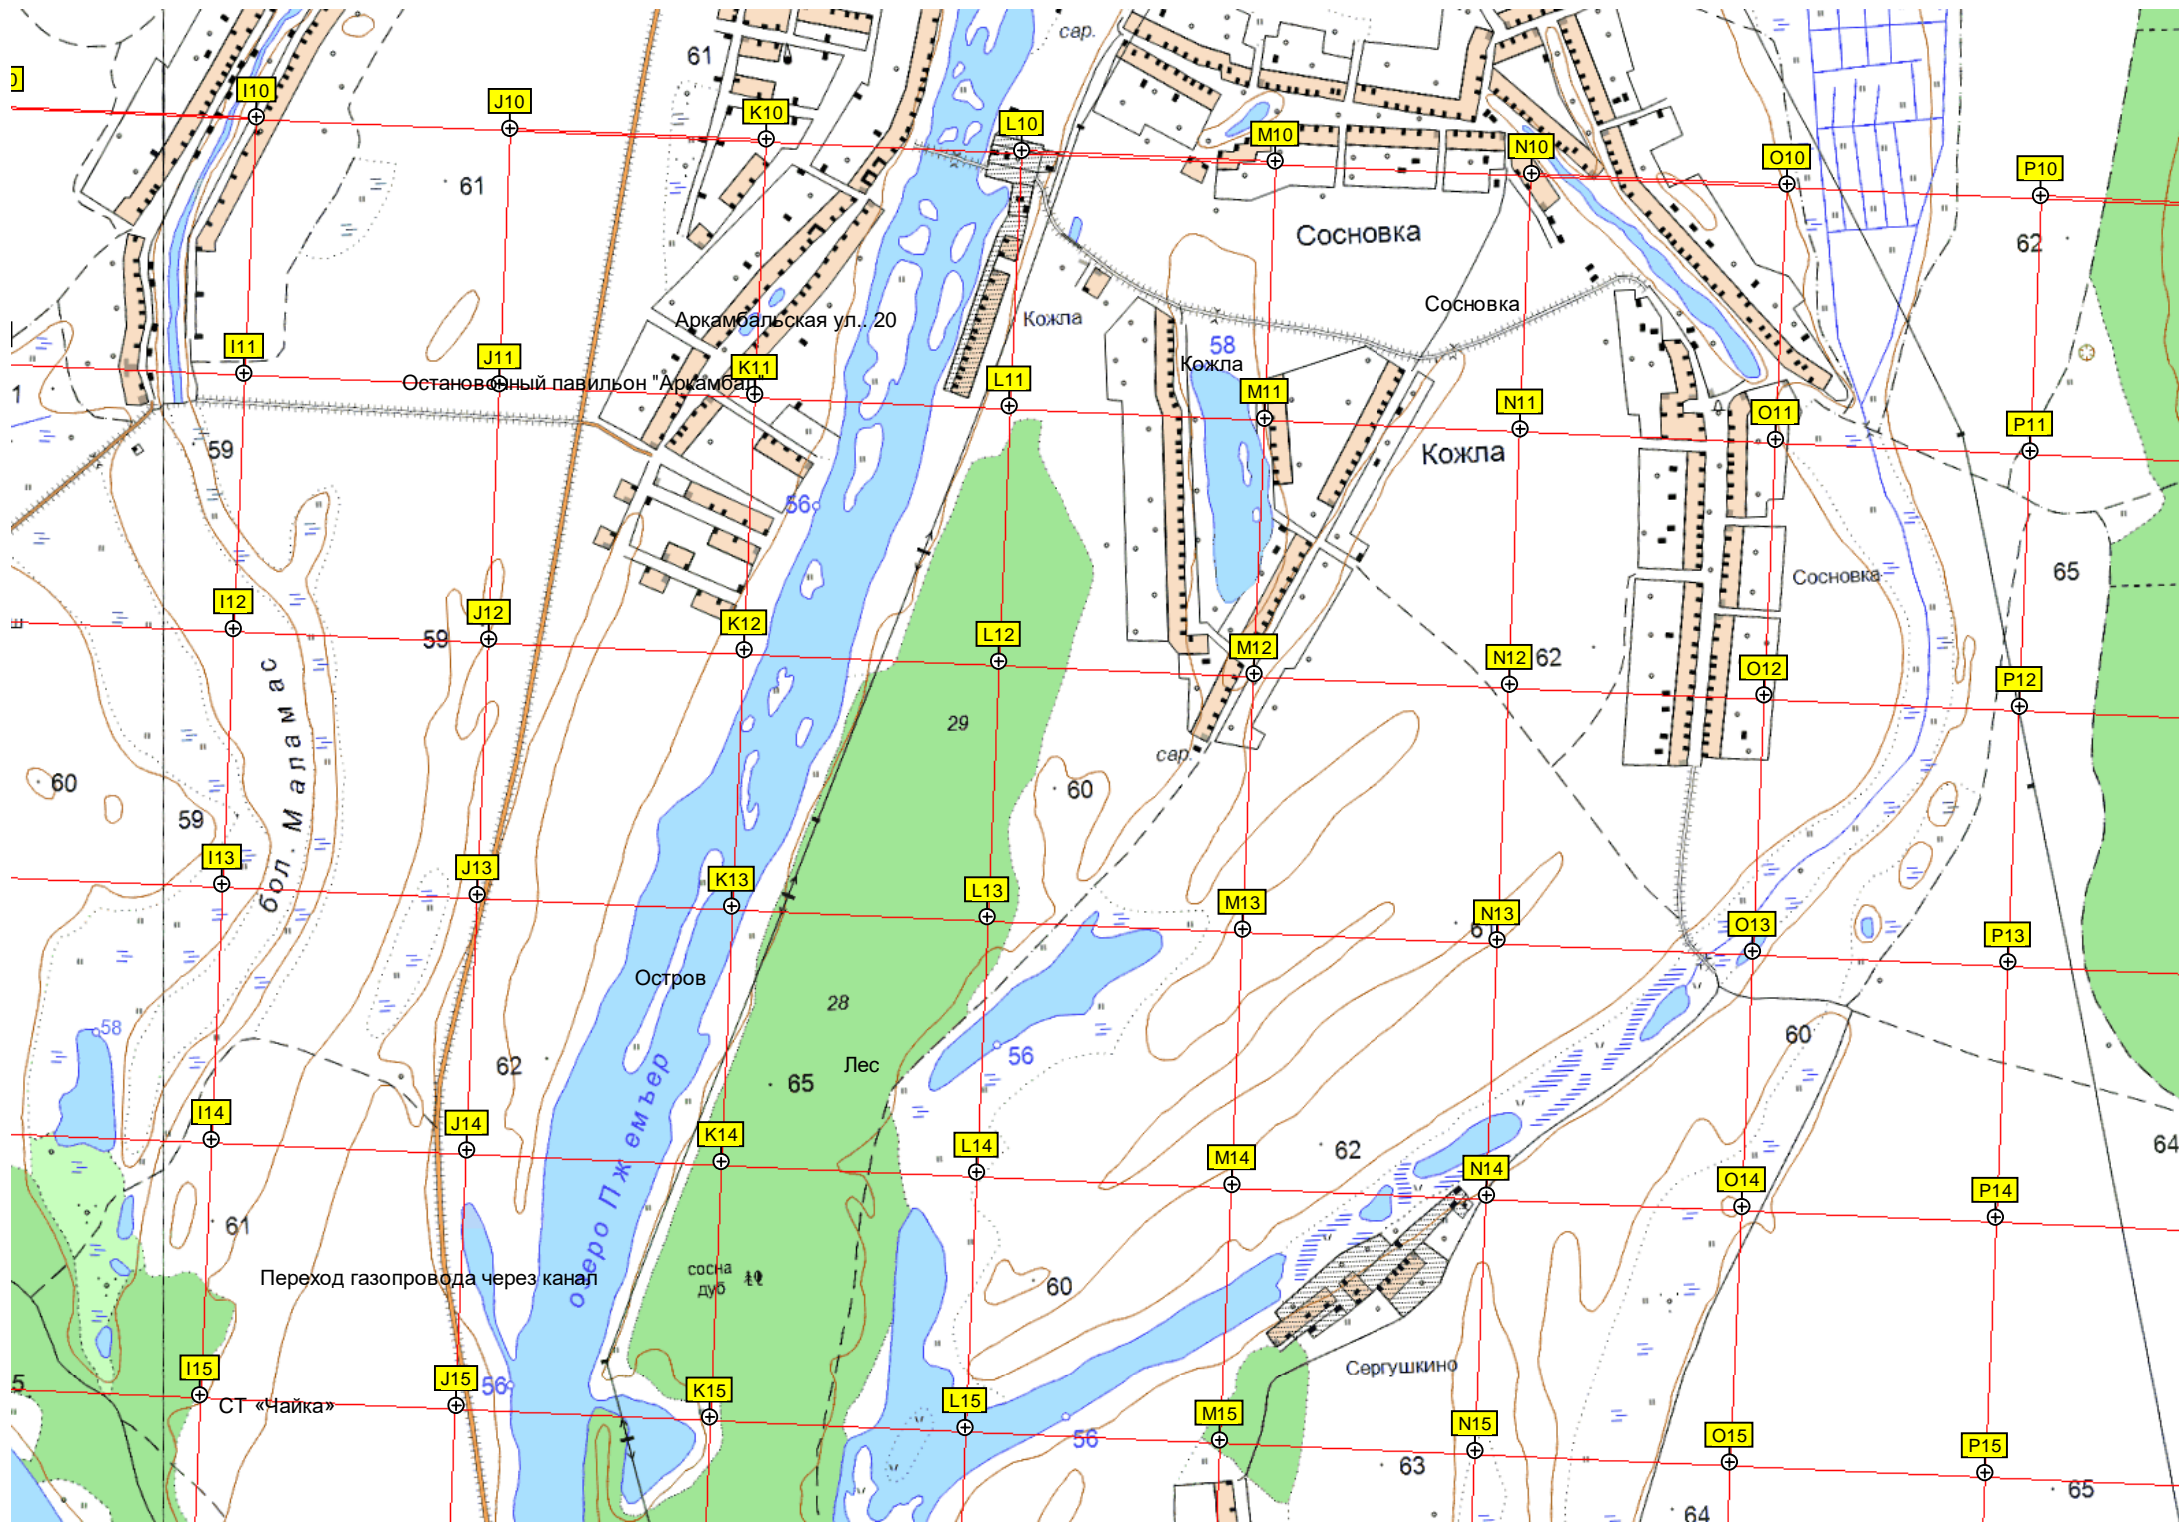 сар.
61
I10
J10
K10
L10
M10
N10
O10
P10
61
Сосновка
62
Сосновка
Аркамбальская ул.. 20
Кожла
58
Кожла
I11
J11
K11
L11
M11
N11
O11
P11
Остановочный павильон "Аркамбал"
1
59
Кожла
56
65
Сосновка
I12
J12
K12
L12
M12
N12
O12
P12
59
62
бол. Маламас
29
сар.
60
60
59
I13
J13
K13
L13
M13
N13
O13
P13
6
Остров
28
58
56
60
62
Лес
65
озеро Пжемъер
I14
J14
K14
L14
M14
N14
O14
P14
62
64
61
сосна
дуб
60
Переход газопровода через канал
Сергушкино
I15
J15
K15
L15
M15
N15
O15
P15
5
56
СТ «Чайка»
56
63
65
64